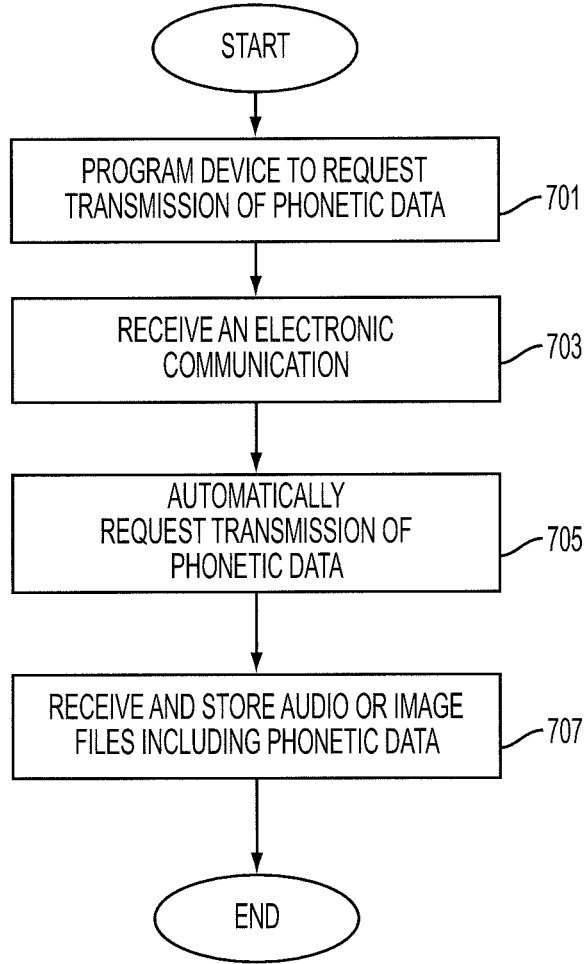 START
PROGRAM DEVICE TO REQUEST
TRANSMISSION OF PHONETIC DATA
701
RECEIVE AN ELECTRONIC
COMMUNICATION
703
AUTOMATICALLY
REQUEST TRANSMISSION OF
PHONETIC DATA
705
RECEIVE AND STORE AUDIO OR IMAGE
FILES INCLUDING PHONETIC DATA
707
END